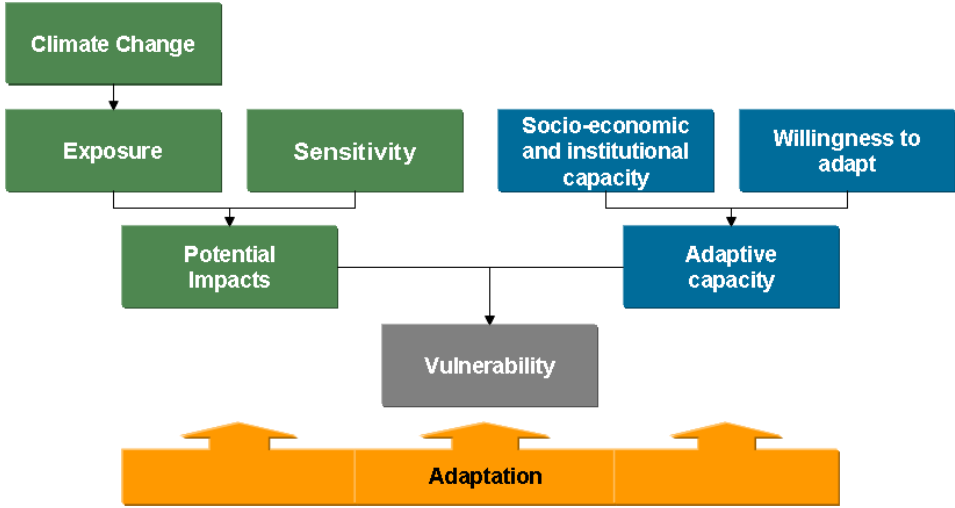 Climate Change
Exposure
Sensitivity
Socio-economic
and institutional
capacity
Willingness to
adapt
Potential
Impacts
Adaptive
capacity
Vulnerability
Adaptation